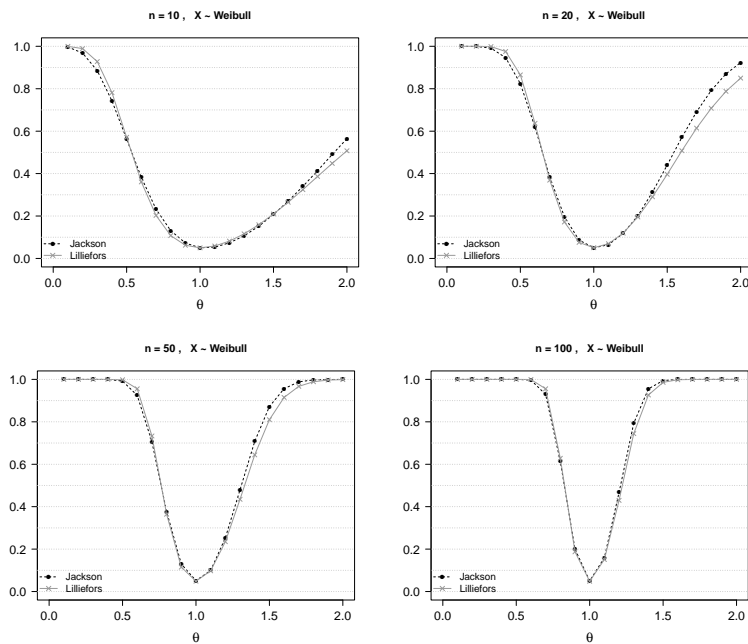 n = 10 , X ~ Weibull
1.0
0.8
0.6
0.4
0.2
0.0
Jackson
Lilliefors
0.0 0.5 1.0 1.5 2.0
θ
n = 20 , X ~ Weibull
1.0
0.8
0.6
0.4
0.2
0.0
Jackson
Lilliefors
0.0 0.5 1.0 1.5 2.0
θ
n = 50 , X ~ Weibull
1.0
0.8
0.6
0.4
0.2
0.0
Jackson
Lilliefors
0.0 0.5 1.0 1.5 2.0
θ
n = 100 , X ~ Weibull
1.0
0.8
0.6
0.4
0.2
0.0
Jackson
Lilliefors
0.0 0.5 1.0 1.5 2.0
θ